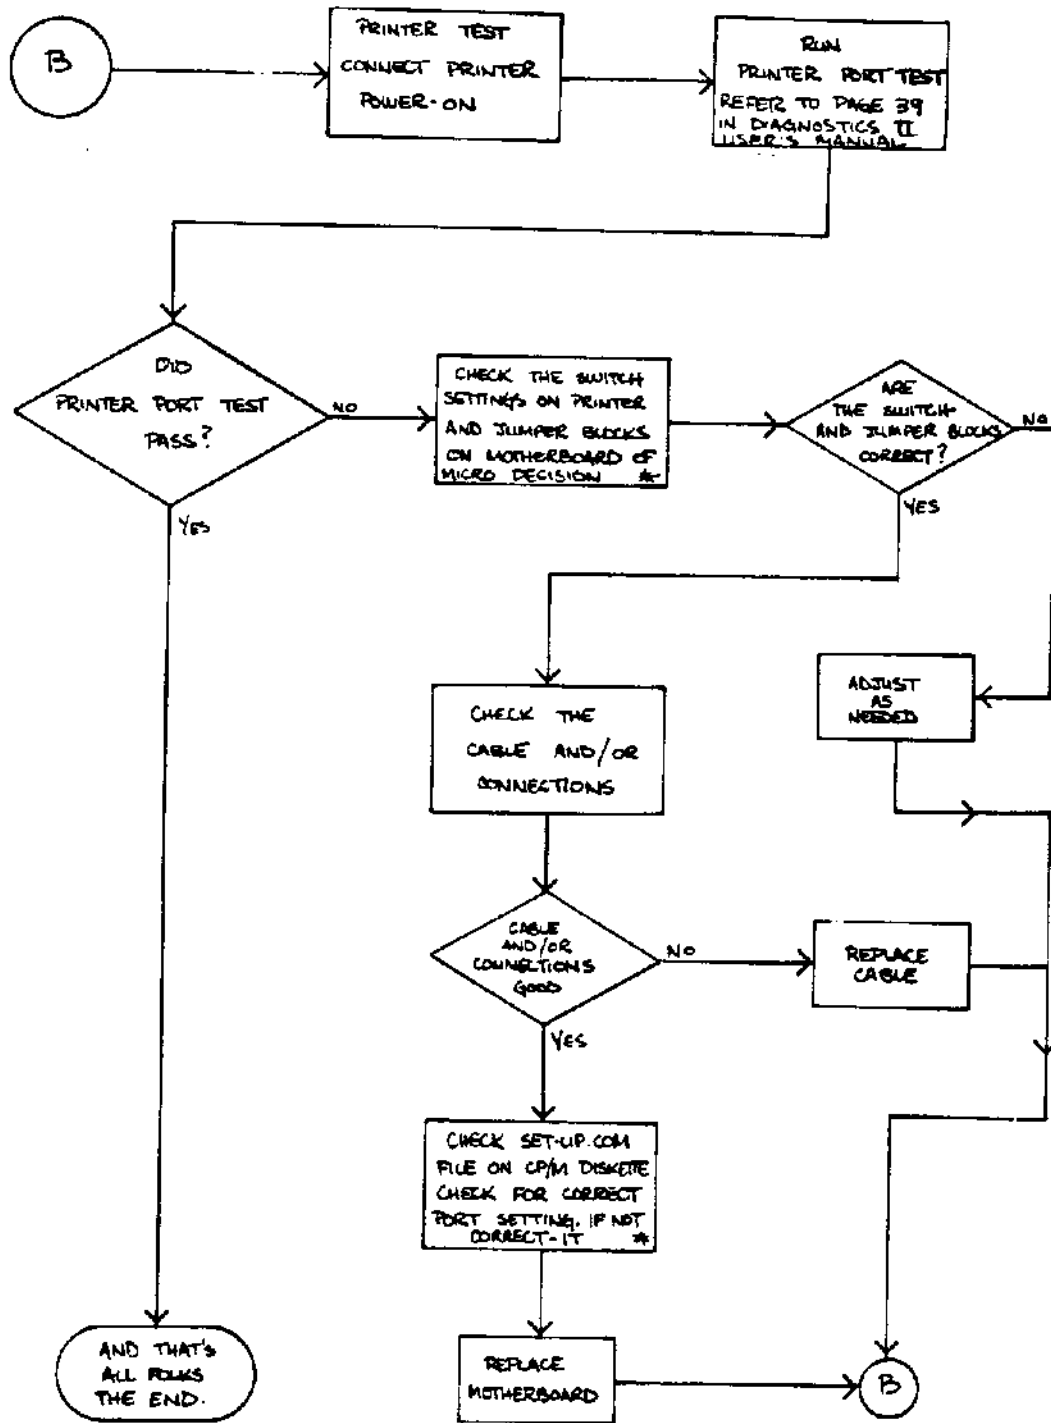 B
PRINTER TEST
CONNECT PRINTER
POWER-ON
RUN
PRINTER PORT TEST
REFER TO PAGE 39
IN DIAGNOSTICS II
USER'S MANUAL
DID
PRINTER PORT TEST
PASS?
NO
CHECK THE SWITCH
SETTINGS ON PRINTER
AND JUMPER BLOCKS
ON MOTHERBOARD OF
MICRO DECISION *
ARE
THE SWITCH
AND JUMPER BLOCKS
CORRECT?
NO
YES
YES
CHECK THE
CABLE AND/OR
CONNECTIONS
ADJUST
AS
NEEDED
CABLE
AND/OR
CONNECTIONS
GOOD
NO
REPLACE
CABLE
YES
CHECK SET-UP.COM
FILE ON CP/M DISKETTE
CHECK FOR CORRECT
PORT SETTING. IF NOT
CORRECT-IT *
AND THAT'S
ALL FOLKS
THE END.
REPLACE
MOTHERBOARD
B